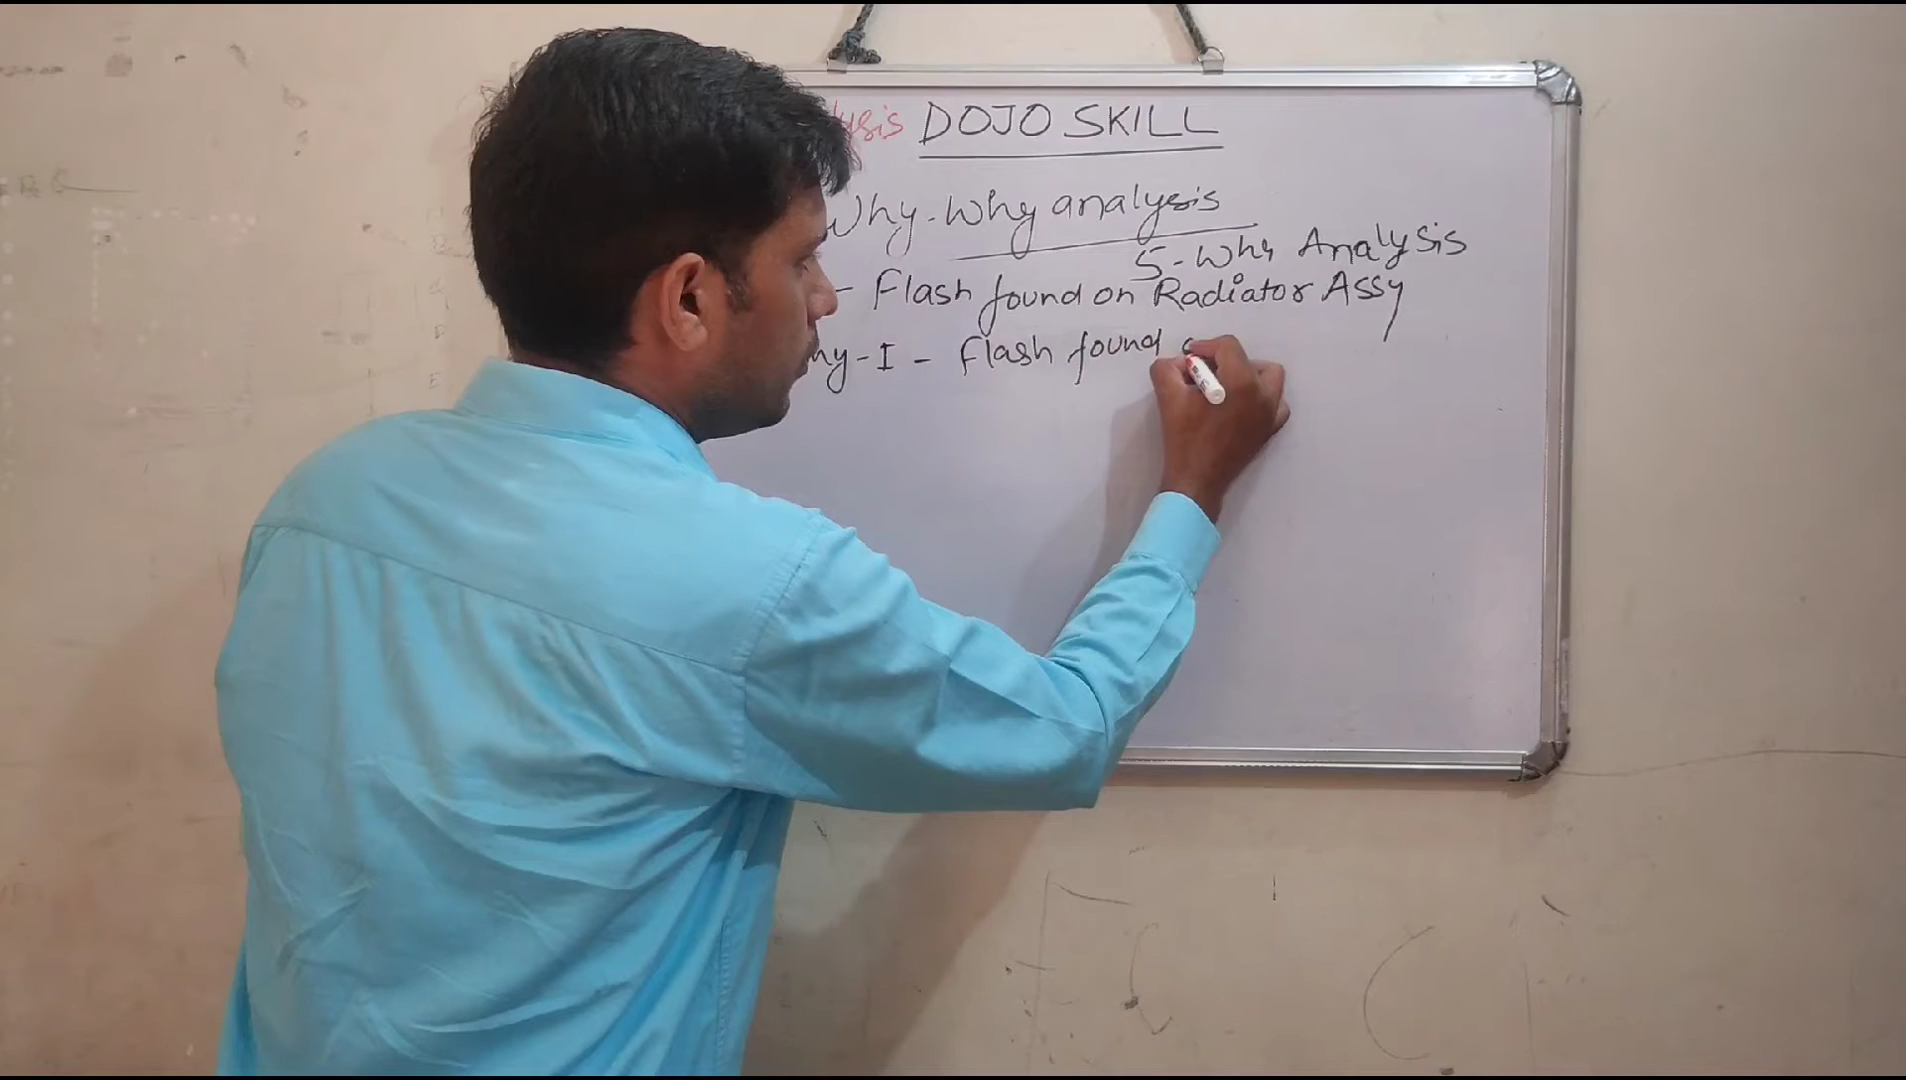 DOJO SKILL
Why-Why analysis
5-Why Analysis
- Flash found on Radiator Assy
-I - Flash found